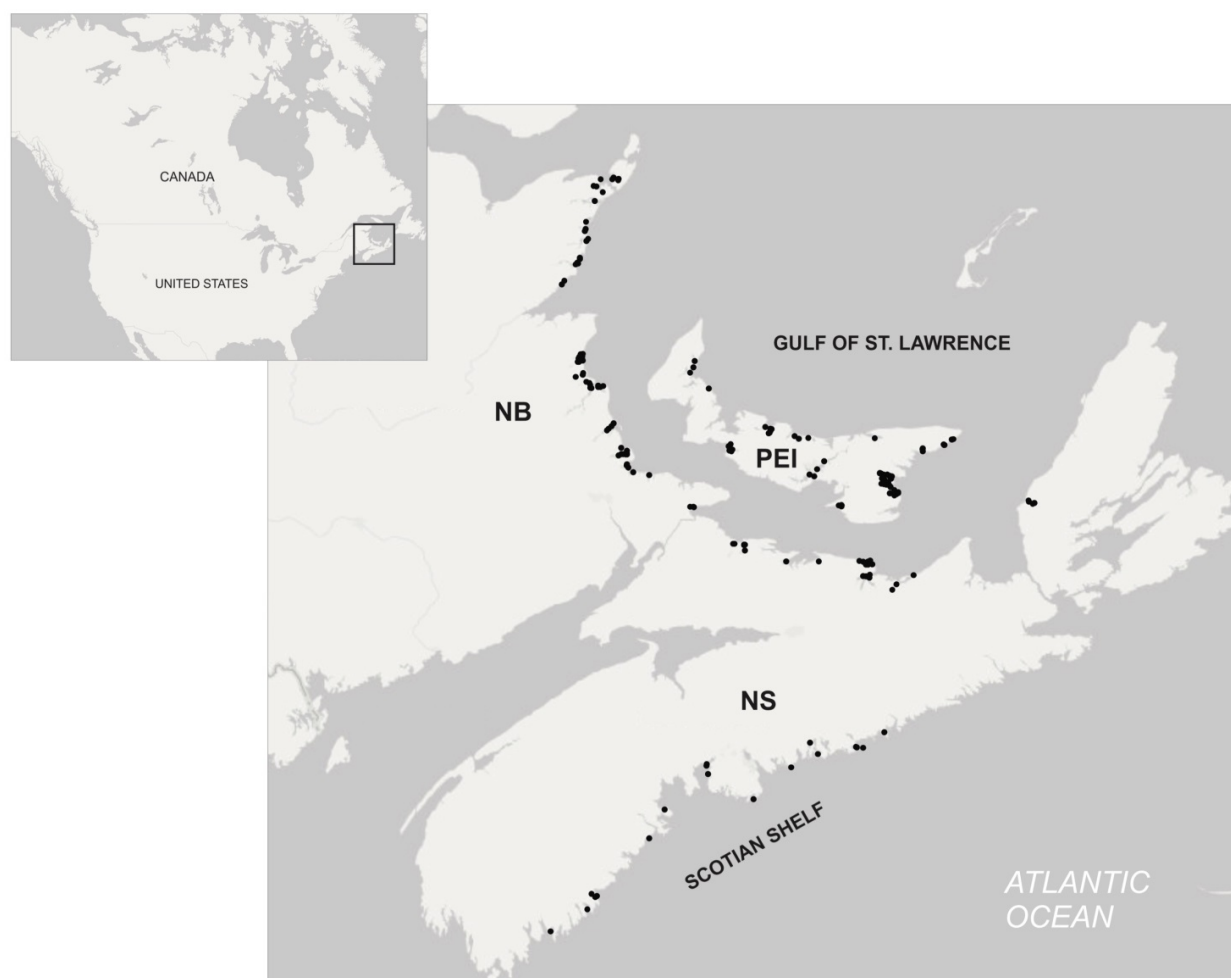 CANADA
UNITED STATES
GULF OF ST. LAWRENCE
NB
PEI
NS
SCOTIAN SHELF
ATLANTIC
OCEAN